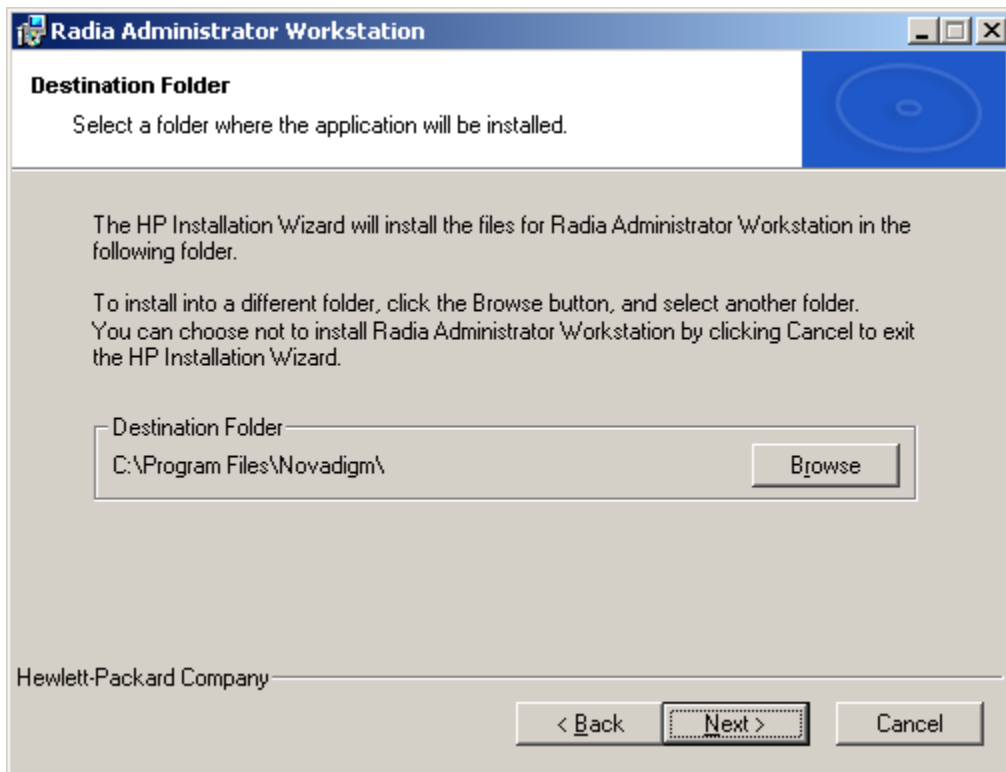 Radia Administrator Workstation
Destination Folder
Select a folder where the application will be installed.
The HP Installation Wizard will install the files for Radia Administrator Workstation in the
following folder.
To install into a different folder, click the Browse button, and select another folder.
You can choose not to install Radia Administrator Workstation by clicking Cancel to exit
the HP Installation Wizard.
Destination Folder
C:\Program Files\Novadigm\
Browse
Hewlett-Packard Company
< Back
Next >
Cancel